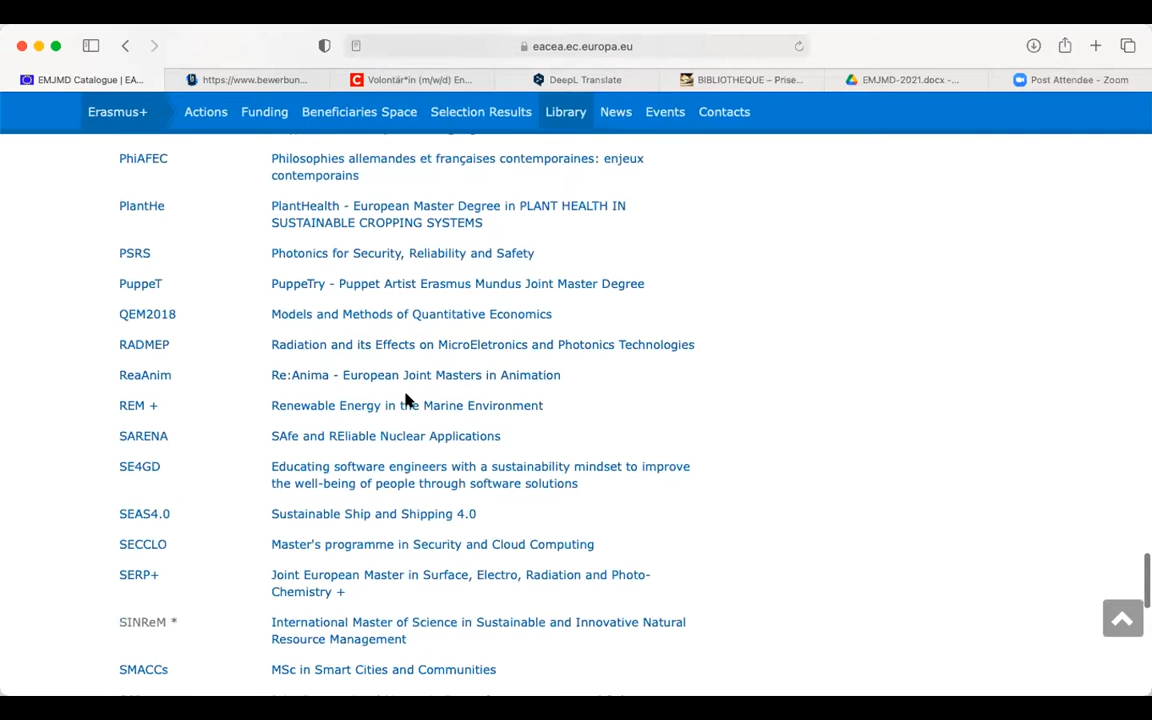 eacea.ec.europa.eu
EMJMD Catalogue | EA...
https://www.bewerbun...
Volontär*in (m/w/d) En...
DeepL Translate
BIBLIOTHEQUE – Prise...
EMJMD-2021.docx -...
Post Attendee - Zoom
Erasmus+
Actions
Funding
Beneficiaries Space
Selection Results
Library
News
Events
Contacts
PhiAFEC Philosophies allemandes et françaises contemporaines: enjeux
contemporains
PlantHe PlantHealth - European Master Degree in PLANT HEALTH IN
SUSTAINABLE CROPPING SYSTEMS
PSRS Photonics for Security, Reliability and Safety
PuppeT PuppeTry - Puppet Artist Erasmus Mundus Joint Master Degree
QEM2018 Models and Methods of Quantitative Economics
RADMEP Radiation and its Effects on MicroEletronics and Photonics Technologies
ReaAnim Re:Anima - European Joint Masters in Animation
REM + Renewable Energy in the Marine Environment
SARENA SAfe and REliable Nuclear Applications
SE4GD Educating software engineers with a sustainability mindset to improve
the well-being of people through software solutions
SEAS4.0 Sustainable Ship and Shipping 4.0
SECCLO Master's programme in Security and Cloud Computing
SERP+ Joint European Master in Surface, Electro, Radiation and Photo-
Chemistry +
SINReM * International Master of Science in Sustainable and Innovative Natural
Resource Management
SMACCs MSc in Smart Cities and Communities